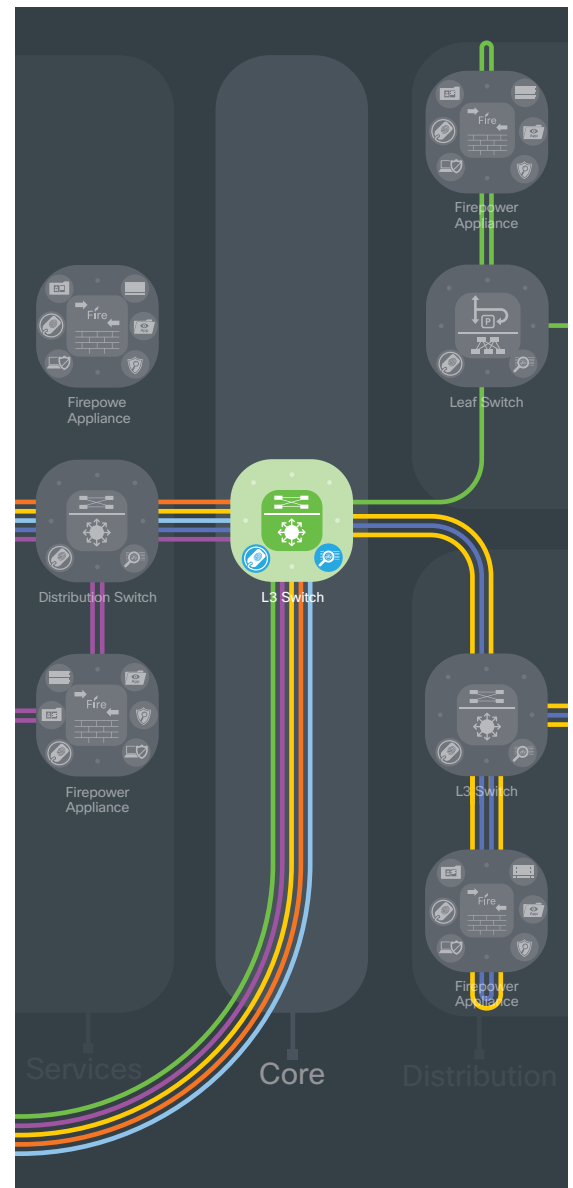 Fire
Firepower
Appliance
Fire
Firepowe
Appliance
P
Leaf Switch
Distribution Switch
L3 Switch
Fire
Firepower
Appliance
L3 Switch
Fire
Firepower
Appliance
Services
Core
Distribution